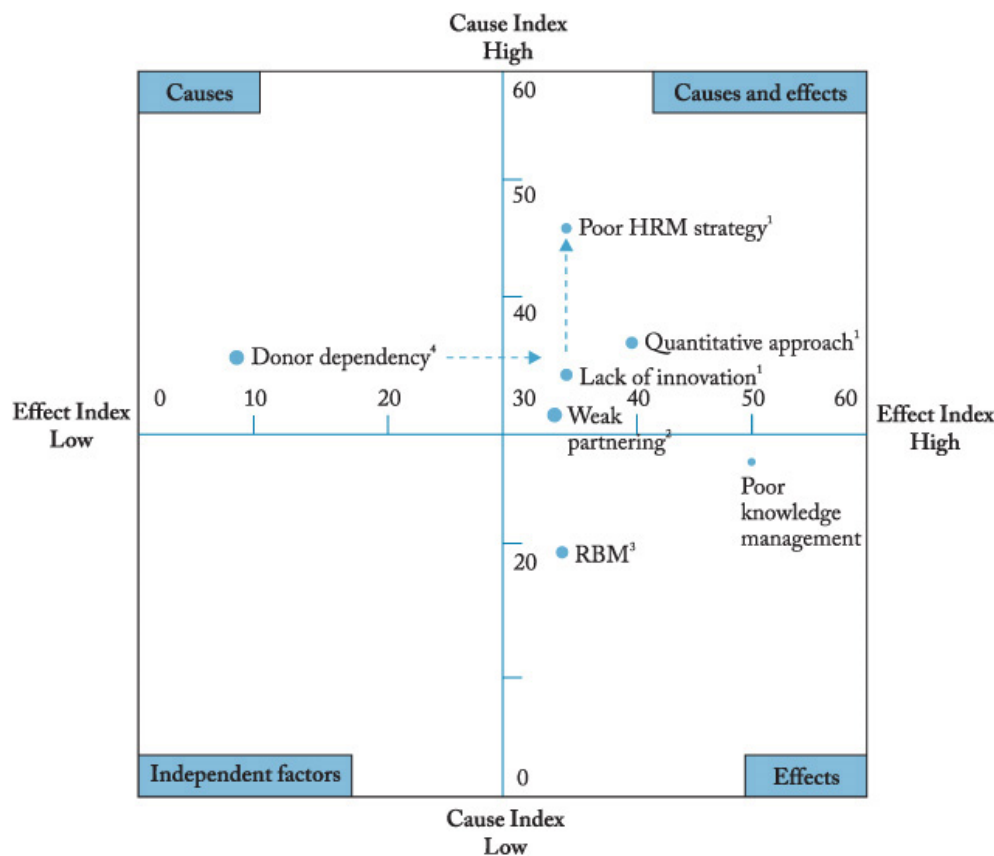 Cause Index
High
Causes
60
Causes and effects
50
Poor HRM strategy¹
40
Quantitative approach¹
Donor dependency⁴
Lack of innovation¹
0 10 20 30 40 50 60
Effect Index
Low
Effect Index
High
Weak
partnering²
Poor
knowledge
management
20
RBM³
Independent factors
0
Effects
Cause Index
Low